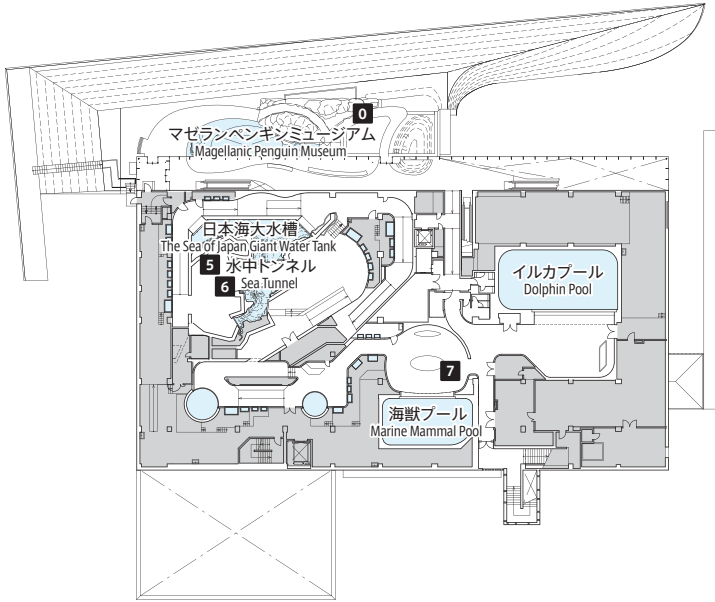 0
マゼランペンギンミュージアム
Magellanic Penguin Museum
日本海大水槽
The Sea of Japan Giant Water Tank
5 水中トンネル
6 Sea Tunnel
イルカプール
Dolphin Pool
7
海獣プール
Marine Mammal Pool